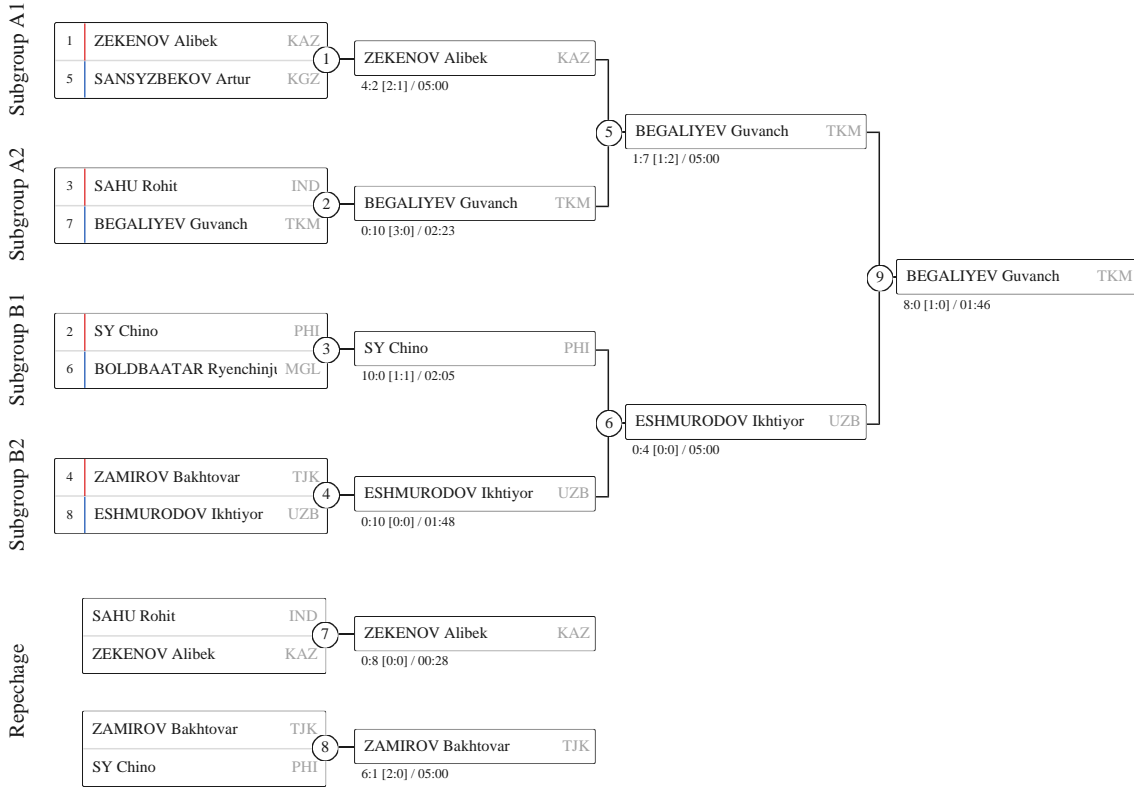 Subgroup A1
1 ZEKENOV Alibek KAZ
5 SANSYZBEKOV Artur KGZ
1
ZEKENOV Alibek KAZ
4:2 [2:1] / 05:00
Subgroup A2
3 SAHU Rohit IND
7 BEGALIYEV Guvanch TKM
2
BEGALIYEV Guvanch TKM
0:10 [3:0] / 02:23
5
BEGALIYEV Guvanch TKM
1:7 [1:2] / 05:00
Subgroup B1
2 SY Chino PHI
6 BOLDBAATAR Ryenchinju MGL
3
SY Chino PHI
10:0 [1:1] / 02:05
Subgroup B2
4 ZAMIROV Bakhtovar TJK
8 ESHMURODOV Ikhtiyor UZB
4
ESHMURODOV Ikhtiyor UZB
0:10 [0:0] / 01:48
6
ESHMURODOV Ikhtiyor UZB
0:4 [0:0] / 05:00
9
BEGALIYEV Guvanch TKM
8:0 [1:0] / 01:46
Repechage
SAHU Rohit IND
ZEKENOV Alibek KAZ
7
ZEKENOV Alibek KAZ
0:8 [0:0] / 00:28
ZAMIROV Bakhtovar TJK
SY Chino PHI
8
ZAMIROV Bakhtovar TJK
6:1 [2:0] / 05:00